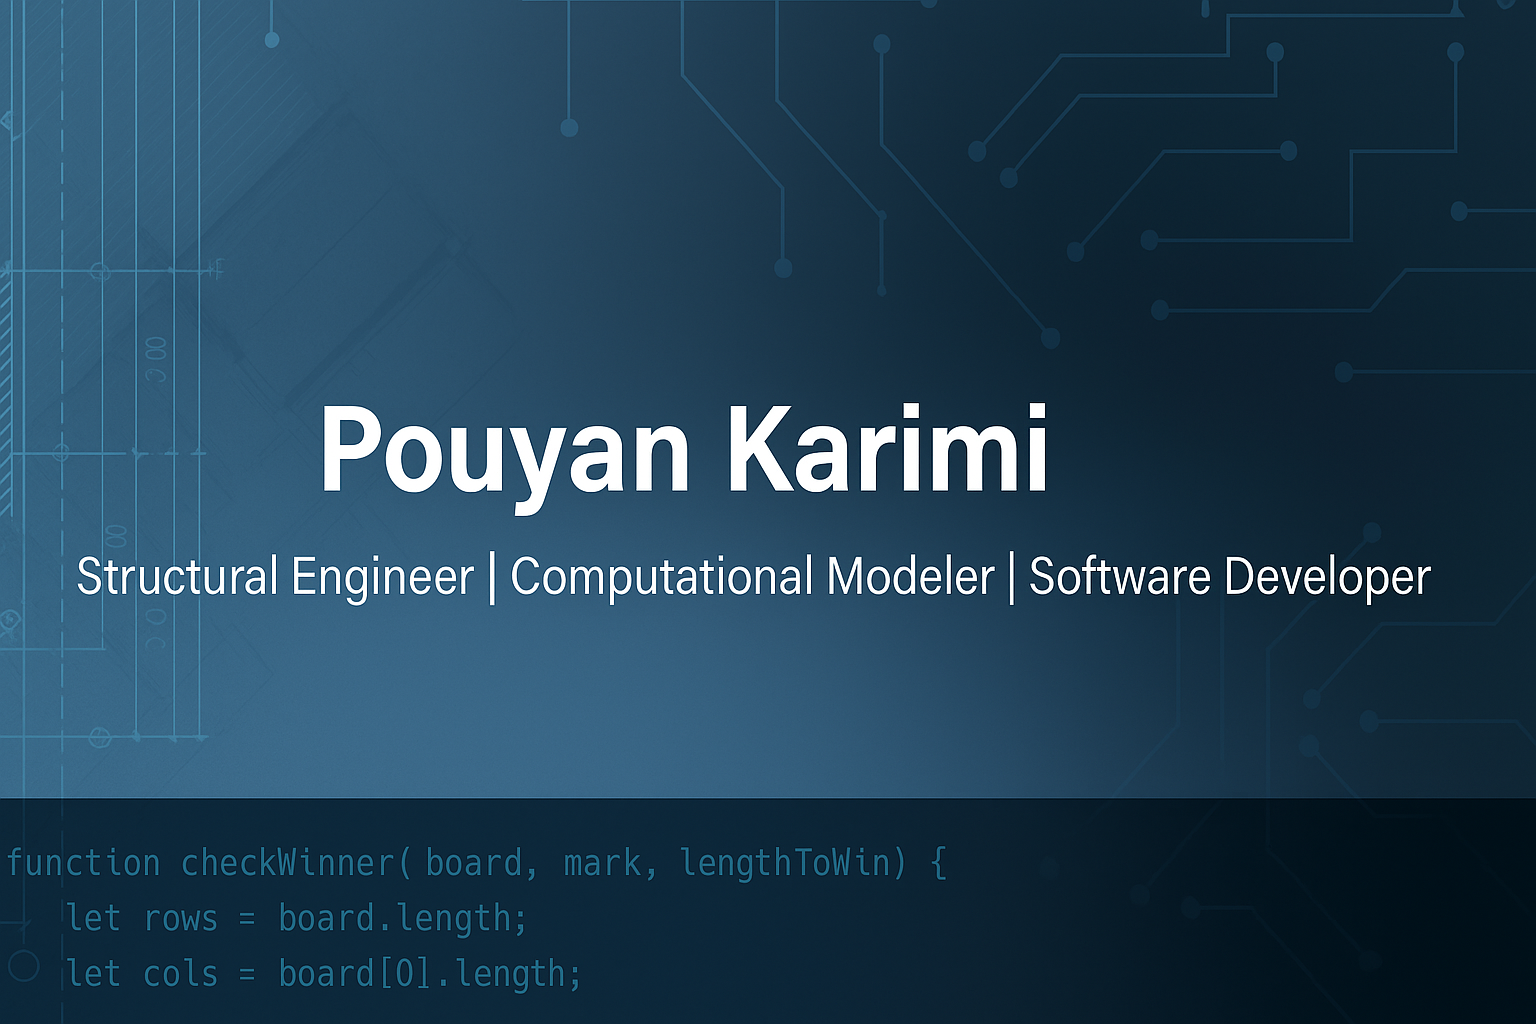 Pouyan Karimi
Structural Engineer | Computational Modeler | Software Developer
function checkWinner( board, mark, lengthToWin) {
let rows = board.length;
let cols = board[0].length;